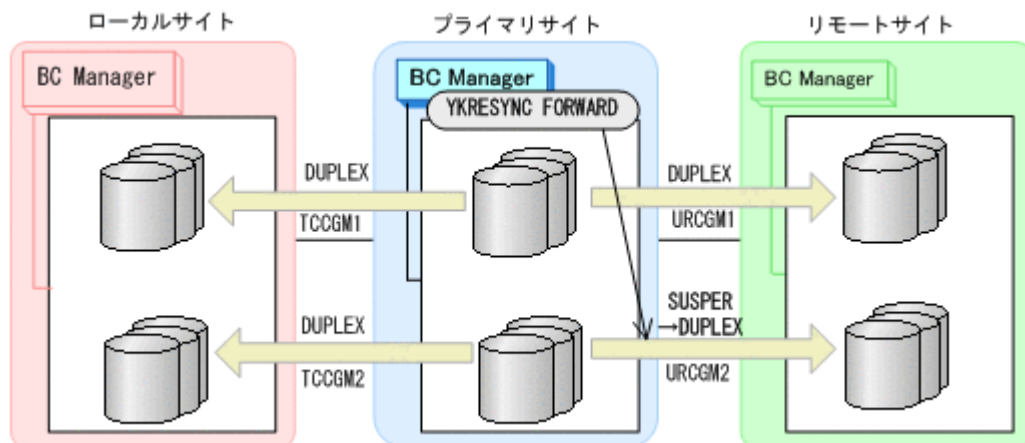 ローカルサイト
プライマリサイト
リモートサイト
BC Manager
BC Manager
BC Manager
YKRESYNC FORWARD
DUPLEX
TCCGM1
DUPLEX
URCGM1
DUPLEX
TCCGM2
SUSPER
→DUPLEX
URCGM2